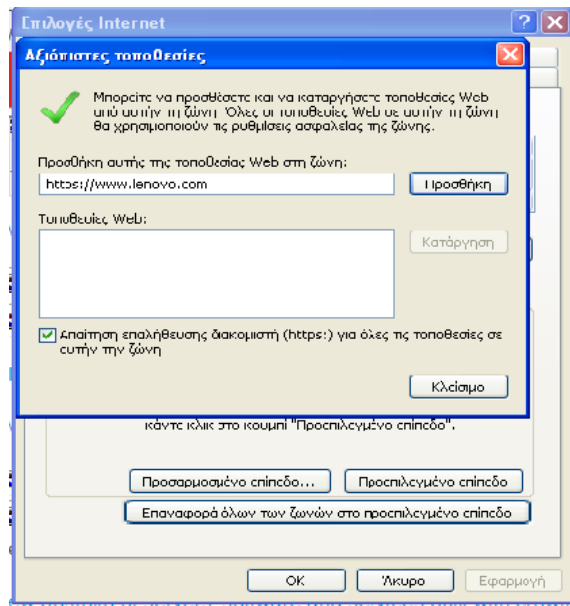 Επιλογές Internet
Αξιόπιστες τοποθεσίες
Μπορείτε να προσθέσετε και να καταργήσετε τοποθεσίες Web
από αυτήν τη ζώνη. Όλες οι τοποθεσίες Web σε αυτήν τη ζώνη
θα χρησιμοποιούν τις ρυθμίσεις ασφαλείας της ζώνης.
Προσθήκη αυτής της τοποθεσίας Web στη ζώνη:
https://www.lenovo.com
Προσθήκη
Τοποθεσίες Web:
Κατάργηση
Απαίτηση επαλήθευσης διακομιστή (https:) για όλες τις τοποθεσίες σε
αυτήν την ζώνη
Κλείσιμο
κάντε κλικ στο κουμπί "Προεπιλεγμένο επίπεδο".
Προσαρμοσμένο επίπεδο...
Προεπιλεγμένο επίπεδο
Επαναφορά όλων των ζωνών στο προεπιλεγμένο επίπεδο
OK
Άκυρο
Εφαρμογή